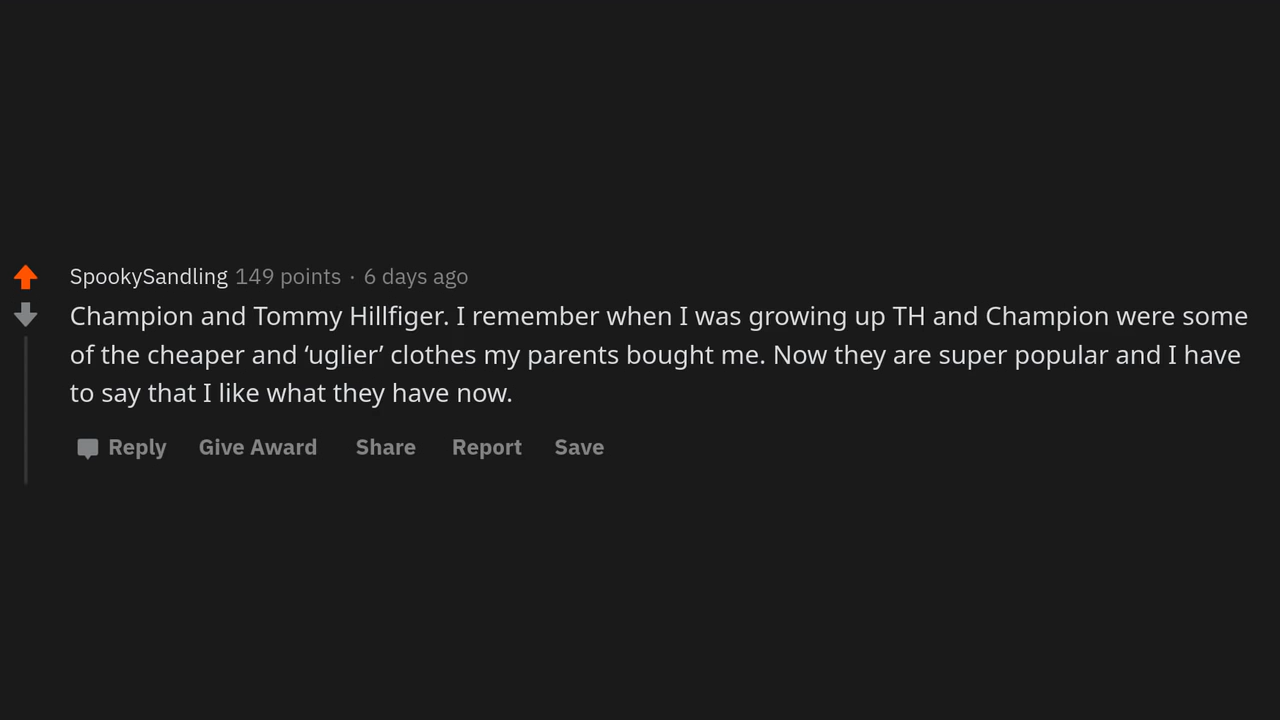 SpookySandling 149 points · 6 days ago
Champion and Tommy Hillfiger. I remember when I was growing up TH and Champion were some
of the cheaper and ‘uglier’ clothes my parents bought me. Now they are super popular and I have
to say that I like what they have now.
Reply Give Award Share Report Save